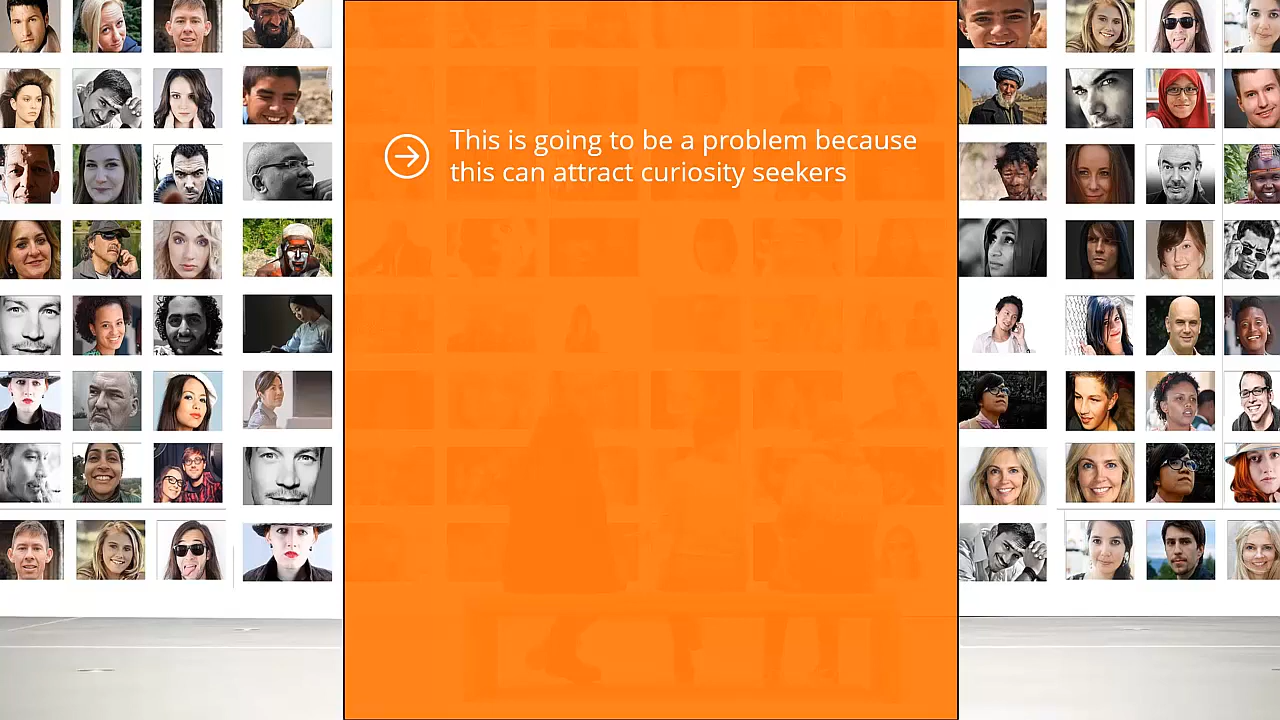 This is going to be a problem because
this can attract curiosity seekers